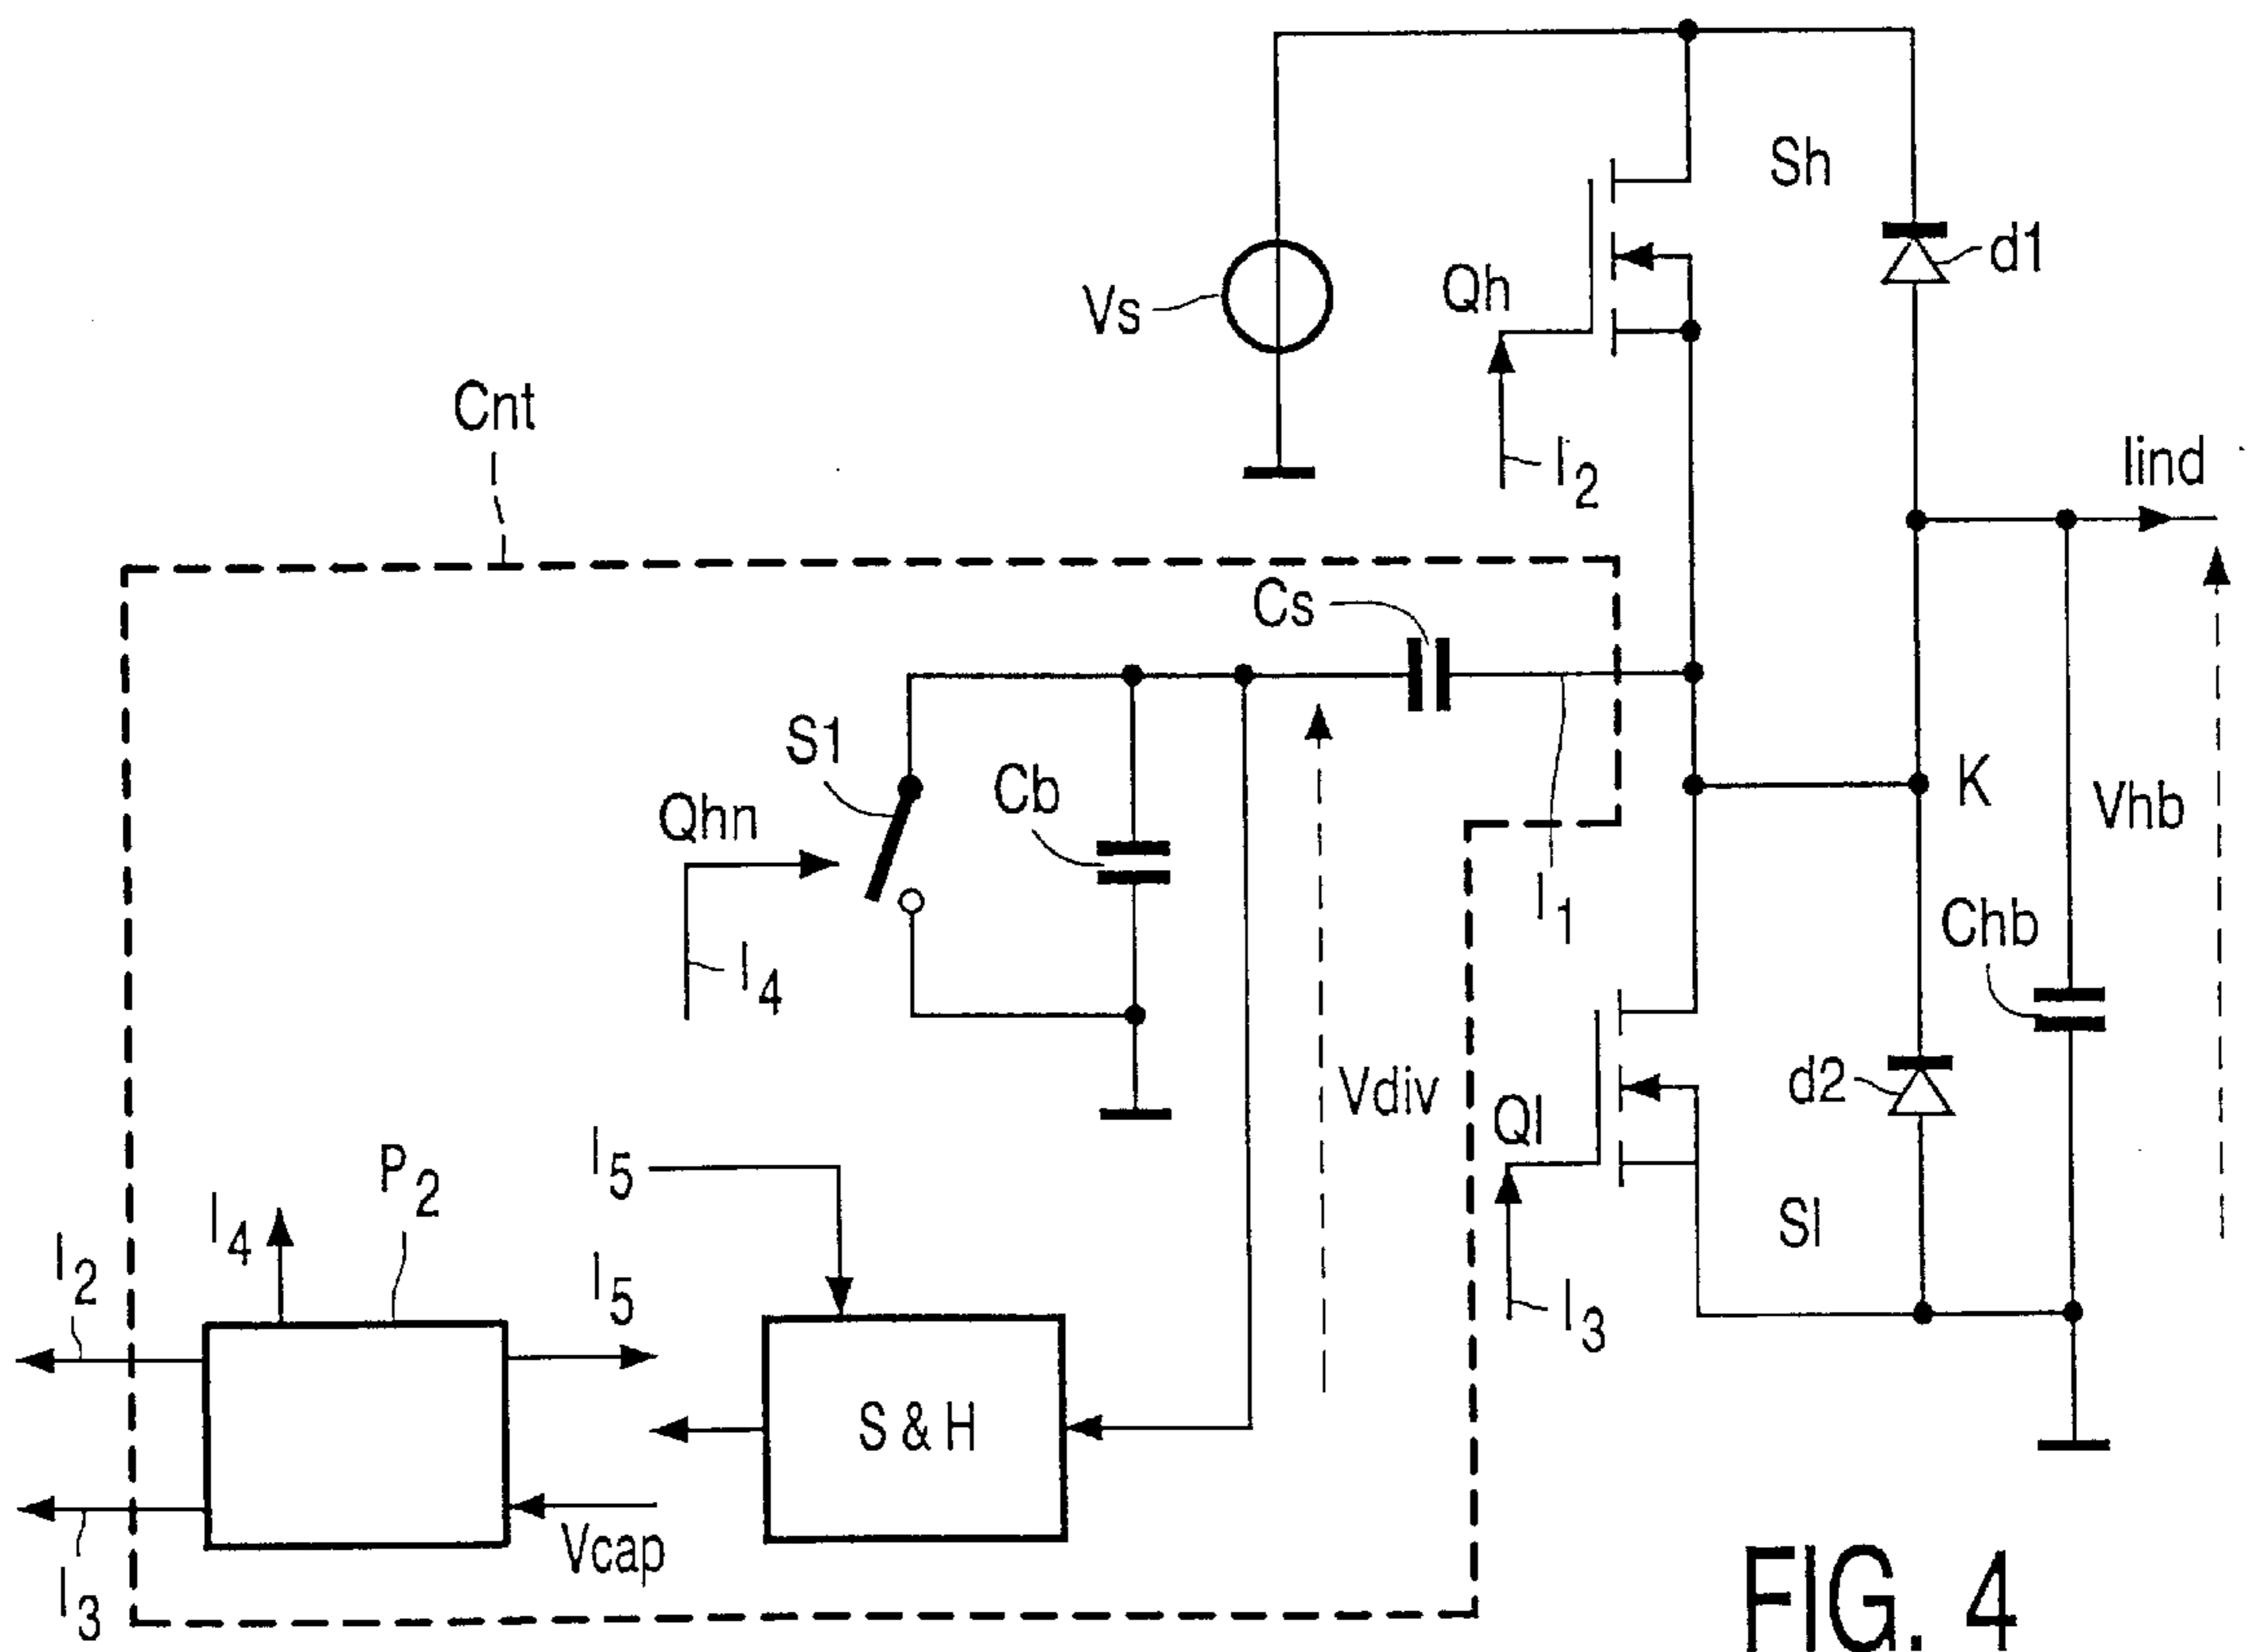 Sh
d1
Qh
Vs
Cnt
Iind
I2
Cs
S1
K
Cb
Vhb
Qhn
I1
Chb
I4
Vdiv
d2
Ql
I5
P2
I4
Sl
I2
I5
I3
S & H
Vcap
I3
FIG. 4